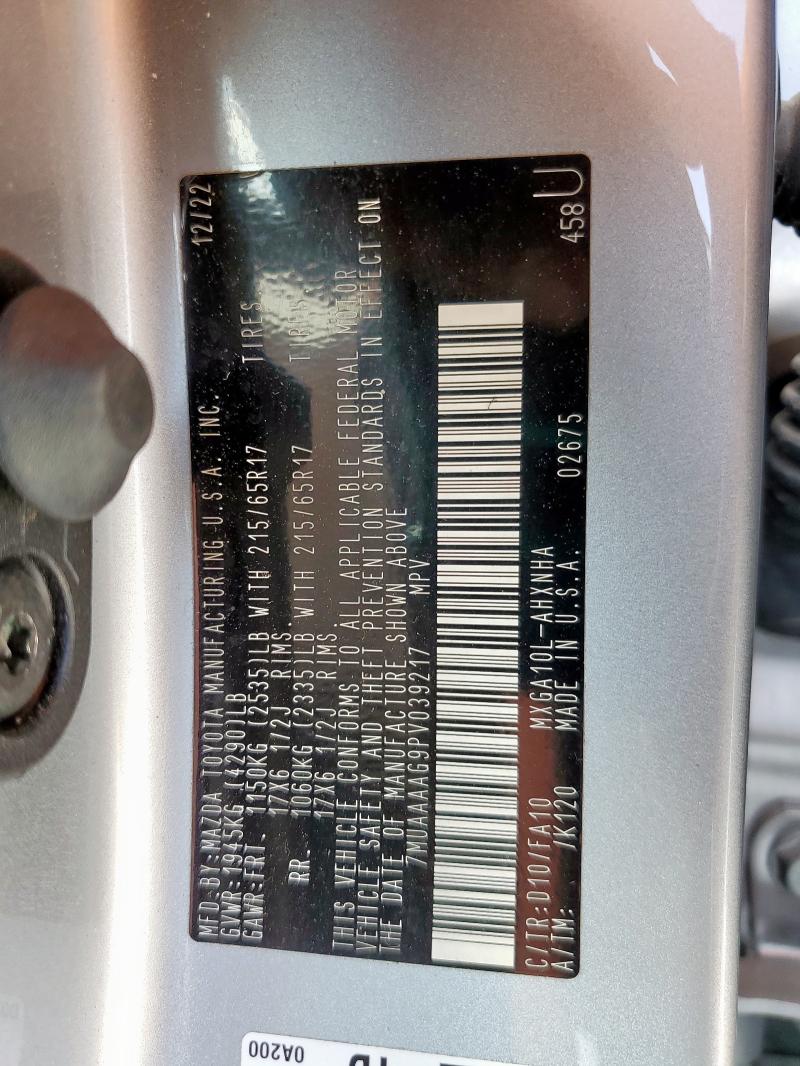 MFD.BY:MAZDA TOYOTA MANUFACTURING U.S.A. INC. 12/22
GVWR:1945KG (4290)LB
GAWR:FRT. 1150KG (2535)LB WITH 215/65R17 TIRES
17X6 1/2J RIMS.
RR. 1060KG (2335)LB WITH 215/65R17 TIRES
17X6 1/2J RIMS
THIS VEHICLE CONFORMS TO ALL APPLICABLE FEDERAL MOTOR
VEHICLE SAFETY AND THEFT PREVENTION STANDARDS IN EFFECT ON
THE DATE OF MANUFACTURE SHOWN ABOVE
7MUAAAAG9PV039217 MPV
C/TR:D10/FA10 MXGA10L-AHXNHA
A/TM: /K120 MADE IN U.S.A. 02675 458 U
0A200